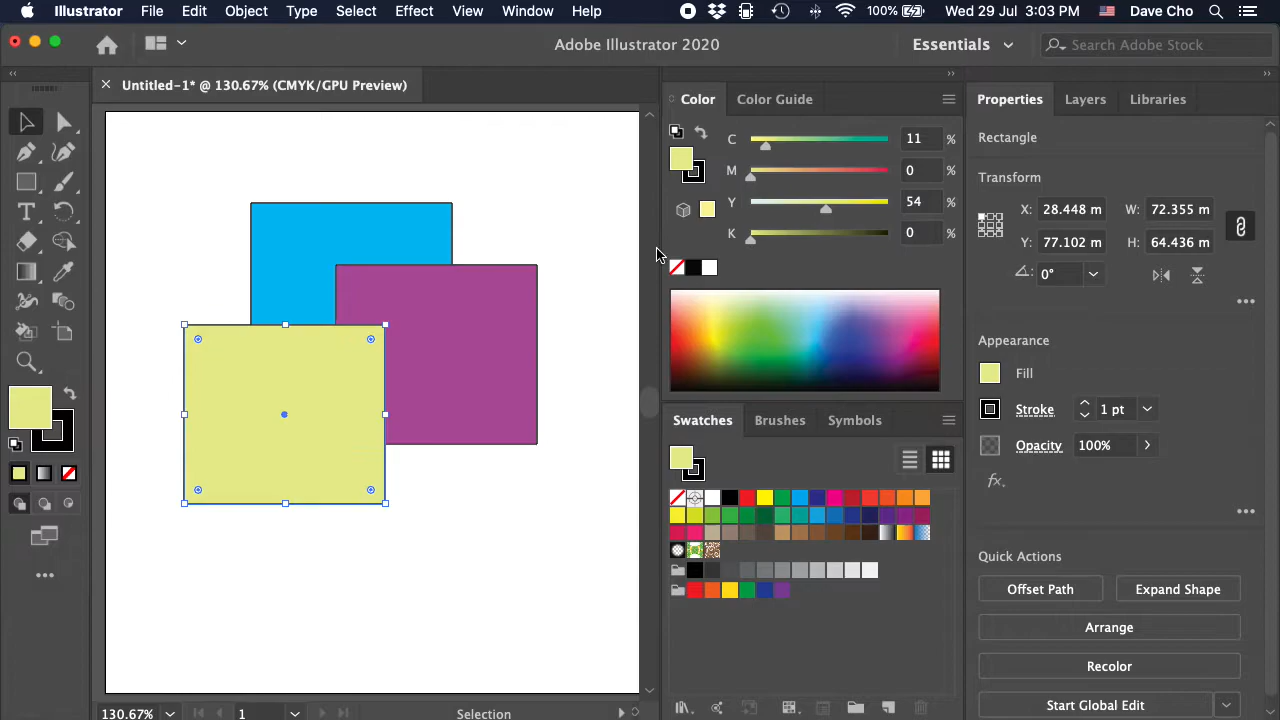 Illustrator File Edit Object Type Select Effect View Window Help 100% Wed 29 Jul 3:03 PM Dave Cho
Adobe Illustrator 2020 Essentials Search Adobe Stock
Untitled-1* @ 130.67% (CMYK/GPU Preview)
Color Color Guide
C 11 %
M 0 %
Y 54 %
K 0 %
Swatches Brushes Symbols
Properties Layers Libraries
Rectangle
Transform
X: 28.448 m W: 72.355 m
Y: 77.102 m H: 64.436 m
0°
Appearance
Fill
Stroke 1 pt
Opacity 100%
fx.
Quick Actions
Offset Path Expand Shape
Arrange
Recolor
Start Global Edit
130.67% 1 Selection